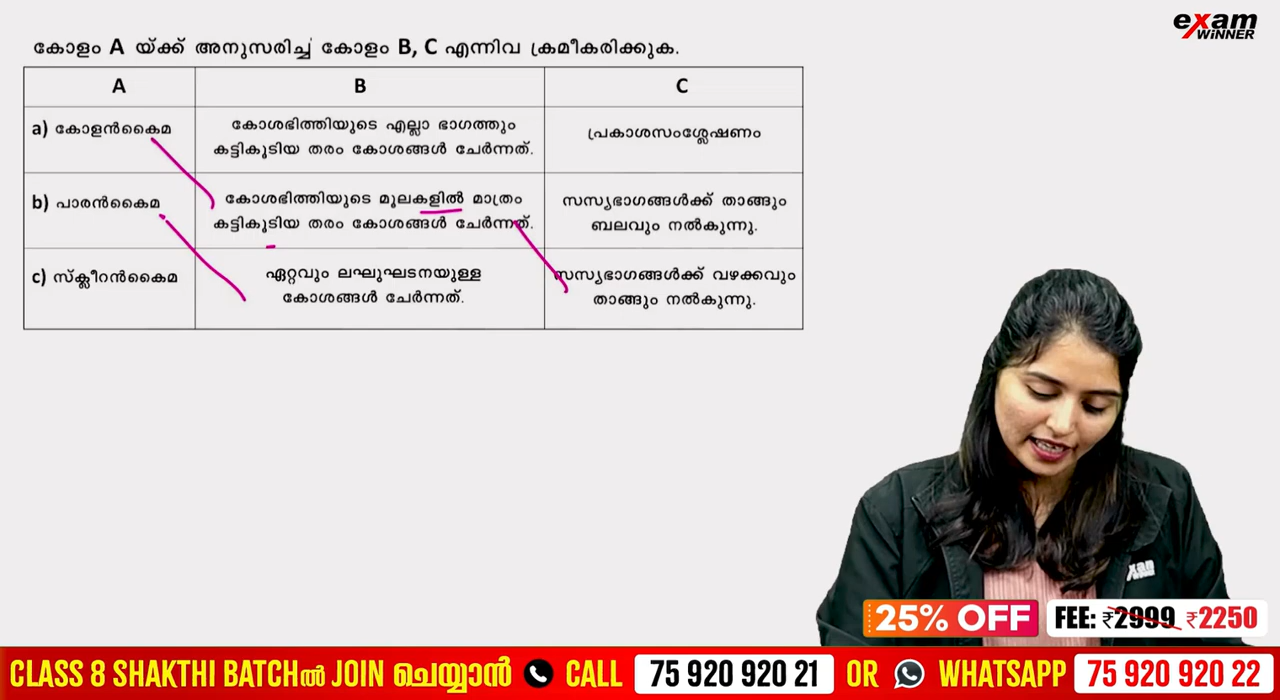 exam
WiNNER
കോളം A യ്ക്ക് അനുസരിച്ച് കോളം B, C എന്നിവ ക്രമീകരിക്കുക.
A B C
a) കോളൻകൈമ
കോശഭിത്തിയുടെ എല്ലാ ഭാഗത്തും
കട്ടികൂടിയ തരം കോശങ്ങൾ ചേർന്നത്.
പ്രകാശസംശ്ലേഷണം
b) പാരൻകൈമ
കോശഭിത്തിയുടെ മൂലകളിൽ മാത്രം
കട്ടികൂടിയ തരം കോശങ്ങൾ ചേർന്നത്.
സസ്യഭാഗങ്ങൾക്ക് താങ്ങും
ബലവും നൽകുന്നു.
c) സ്ക്ലീറൻകൈമ
ഏറ്റവും ലഘുഘടനയുള്ള
കോശങ്ങൾ ചേർന്നത്.
സസ്യഭാഗങ്ങൾക്ക് വഴക്കവും
താങ്ങും നൽകുന്നു.
exam
WINNER
25% OFF FEE: ₹2999 ₹2250
CLASS 8 SHAKTHI BATCHൽ JOIN ചെയ്യാൻ CALL 75 920 920 21 OR WHATSAPP 75 920 920 22